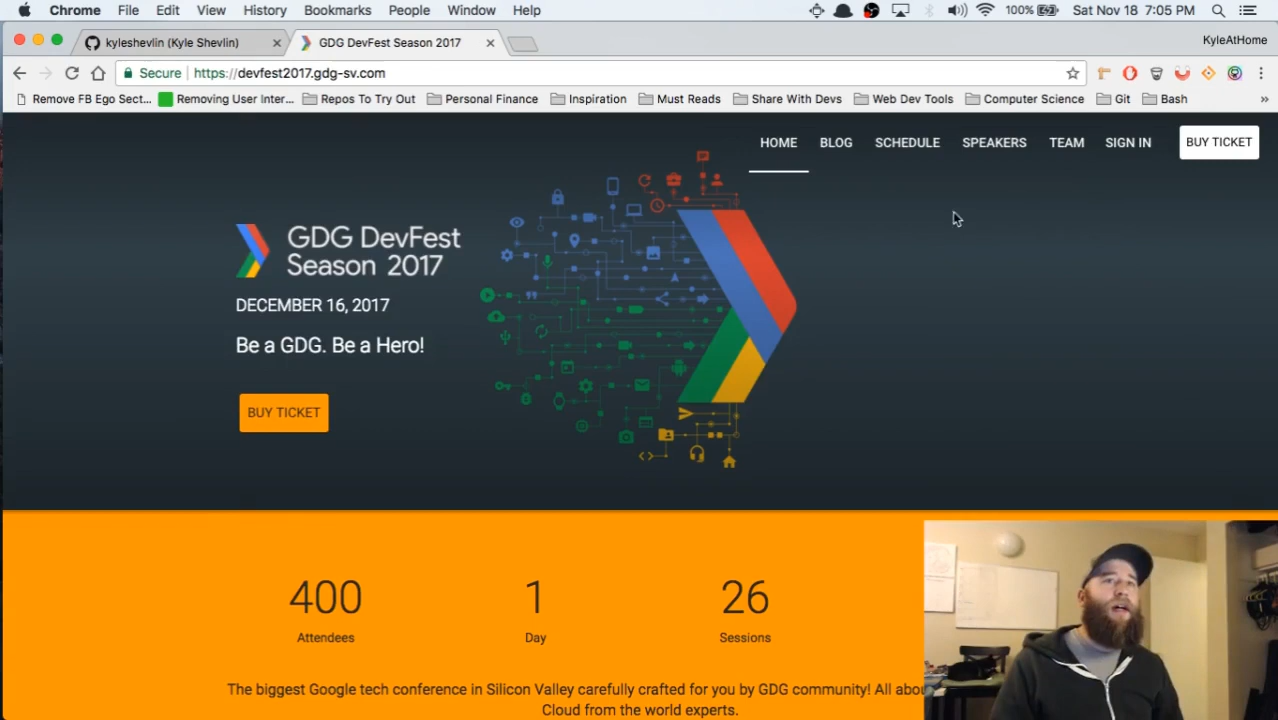 Chrome File Edit View History Bookmarks People Window Help 100% Sat Nov 18 7:05 PM
kyleshevlin (Kyle Shevlin) GDG DevFest Season 2017 KyleAtHome
Secure https://devfest2017.gdg-sv.com
Remove FB Ego Sect... Removing User Inter... Repos To Try Out Personal Finance Inspiration Must Reads Share With Devs Web Dev Tools Computer Science Git Bash »
HOME BLOG SCHEDULE SPEAKERS TEAM SIGN IN BUY TICKET
GDG DevFest
Season 2017
DECEMBER 16, 2017
Be a GDG. Be a Hero!
BUY TICKET
400 1 26
Attendees Day Sessions
The biggest Google tech conference in Silicon Valley carefully crafted for you by GDG community! All
Cloud from the world experts.